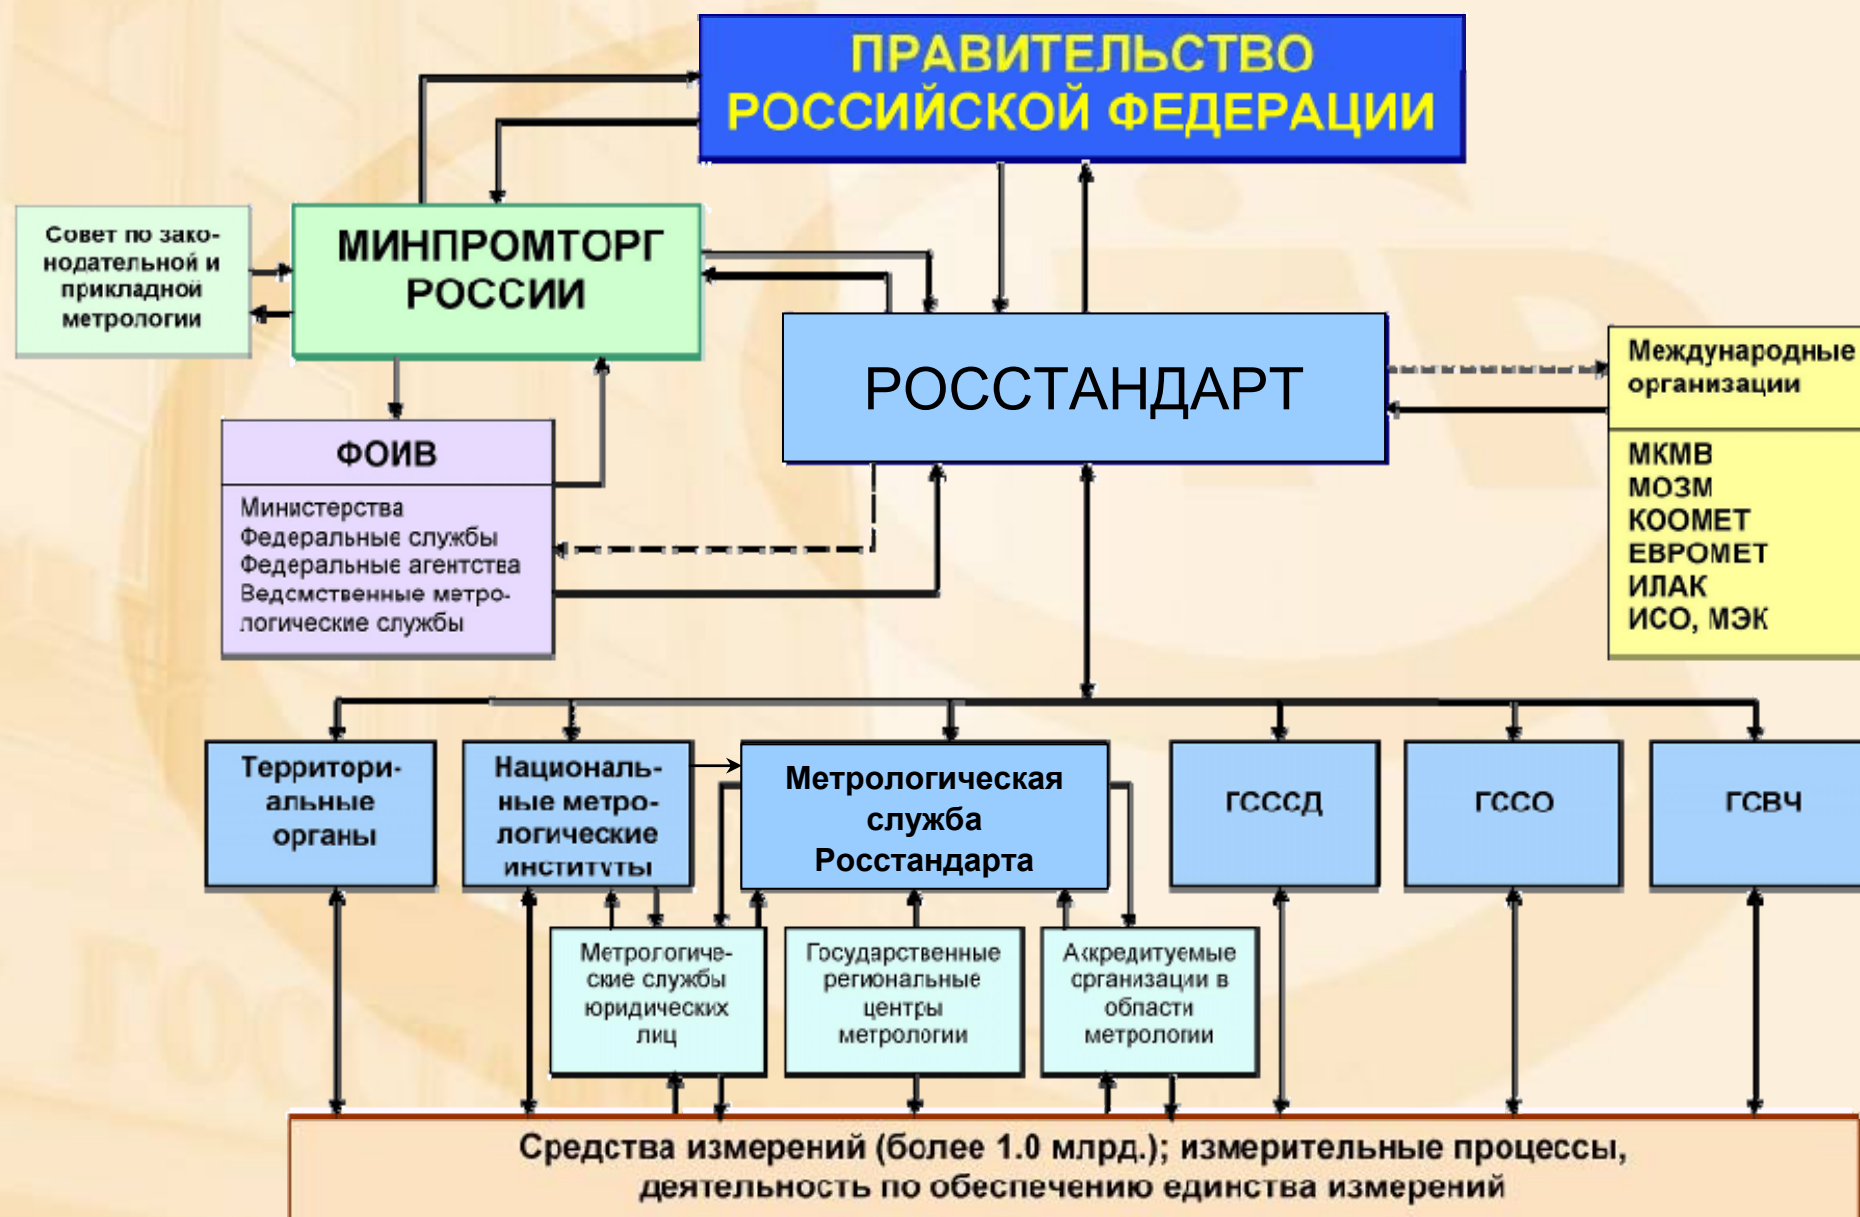 ПРАВИТЕЛЬСТВО
РОССИЙСКОЙ ФЕДЕРАЦИИ
Совет по зако-
нодательной и
прикладной
метрологии
МИНПРОМТОРГ
РОССИИ
РОССТАНДАРТ
Международные
организации
МКМВ
МОЗМ
КООМЕТ
ЕВРОМЕТ
ИЛАК
ИСО, МЭК
ФОИВ
Министерства
Федеральные службы
Федеральные агентства
Ведомственные метро-
логические службы
Территори-
альные
органы
Националь-
ные метро-
логические
институты
Метрологическая
служба
Росстандарта
ГСССД
ГССО
ГСВЧ
Метрологиче-
ские службы
юридических
лиц
Государственные
региональные
центры
метрологии
Аккредитуемые
организации в
области
метрологии
Средства измерений (более 1.0 млрд.); измерительные процессы,
деятельность по обеспечению единства измерений